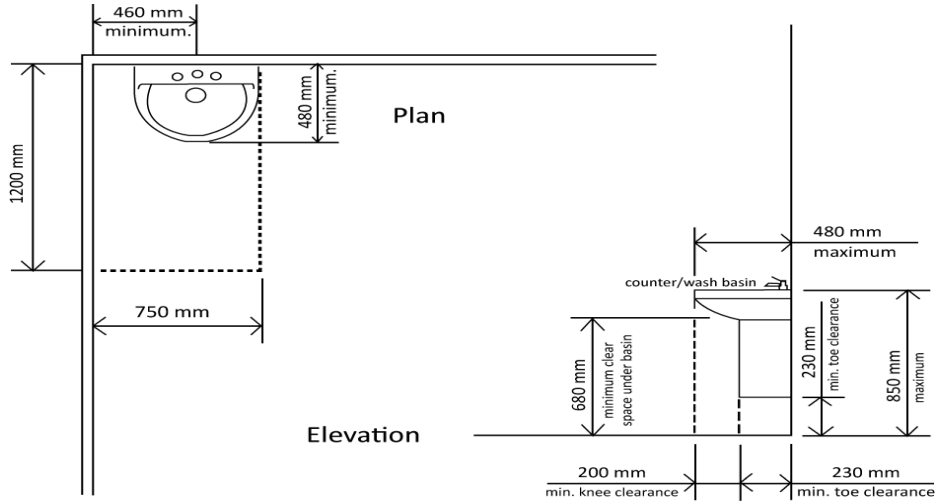 460 mm
minimum.
480 mm
minimum.
Plan
1200 mm
750 mm
480 mm
maximum
counter/wash basin
680 mm
minimum clear
space under basin
230 mm
min. toe clearance
850 mm
maximum
Elevation
200 mm
min. knee clearance
230 mm
min. toe clearance